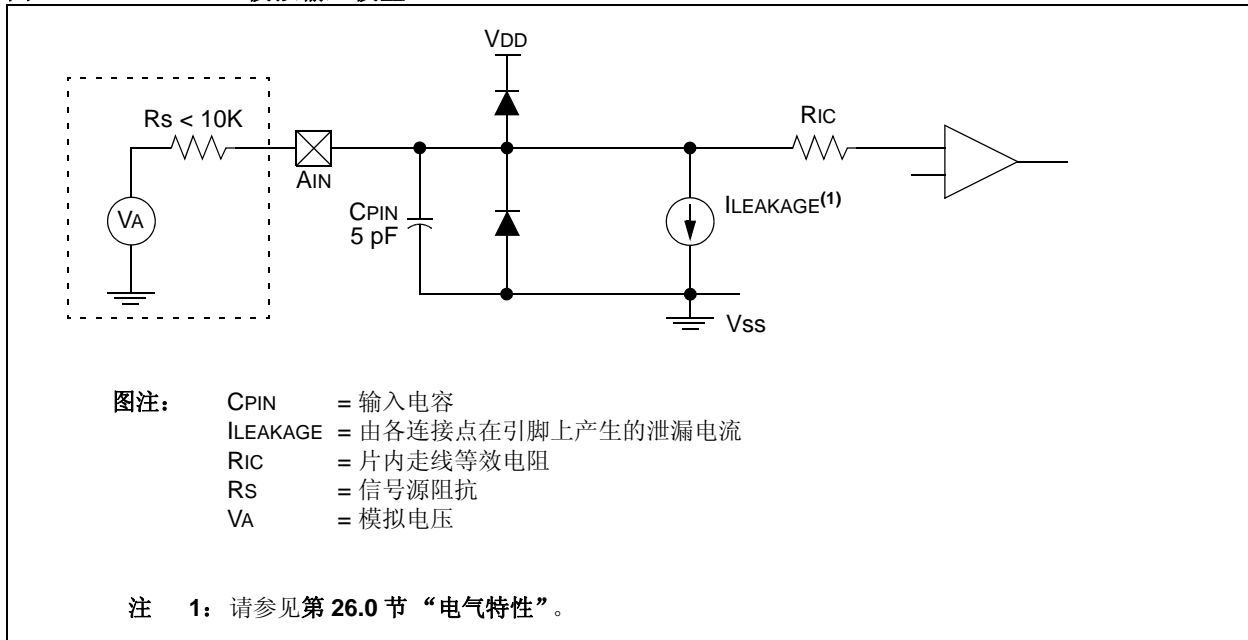 VDD
Rs < 10K
RIC
AIN
VA
CPIN
5 pF
ILEAKAGE(1)
Vss
图注： CPIN = 输入电容
ILEAKAGE = 由各连接点在引脚上产生的泄漏电流
RIC = 片内走线等效电阻
RS = 信号源阻抗
VA = 模拟电压
注 1： 请参见第 26.0 节 “电气特性”。